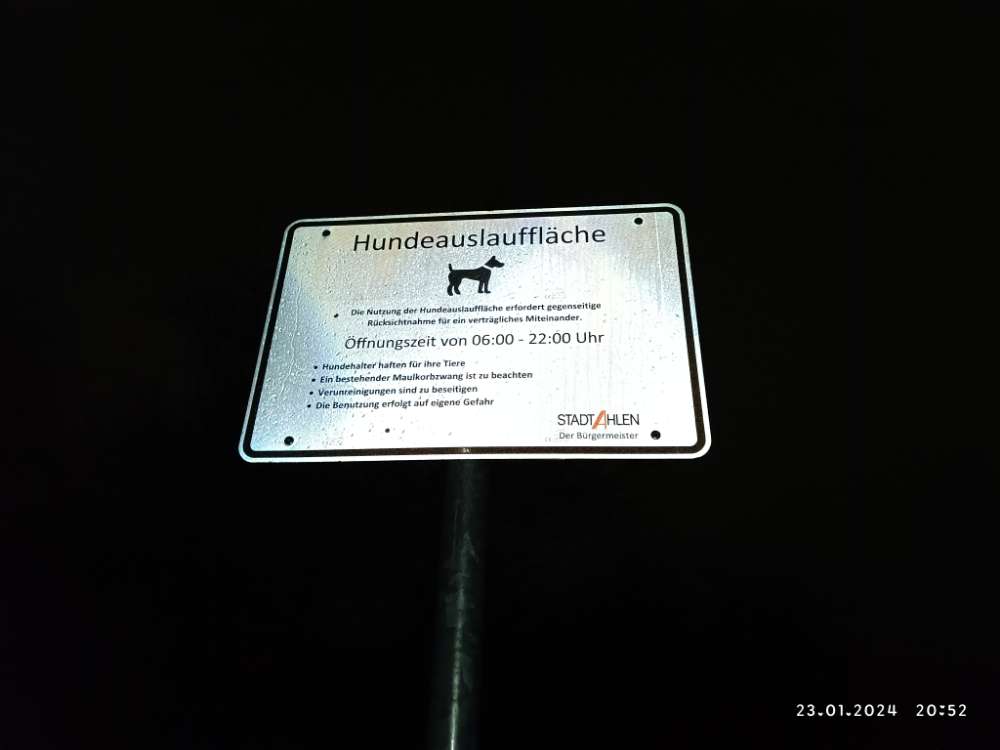 Hundeauslauffläche
Die Nutzung der Hundeauslauffläche erfordert gegenseitige
Rücksichtnahme für ein verträgliches Miteinander.
Öffnungszeit von 06:00 - 22:00 Uhr
• Hundehalter haften für ihre Tiere
• Ein bestehender Maulkorbzwang ist zu beachten
• Verunreinigungen sind zu beseitigen
• Die Benutzung erfolgt auf eigene Gefahr
STADT AHLEN
Der Bürgermeister
23.01.2024 20:52